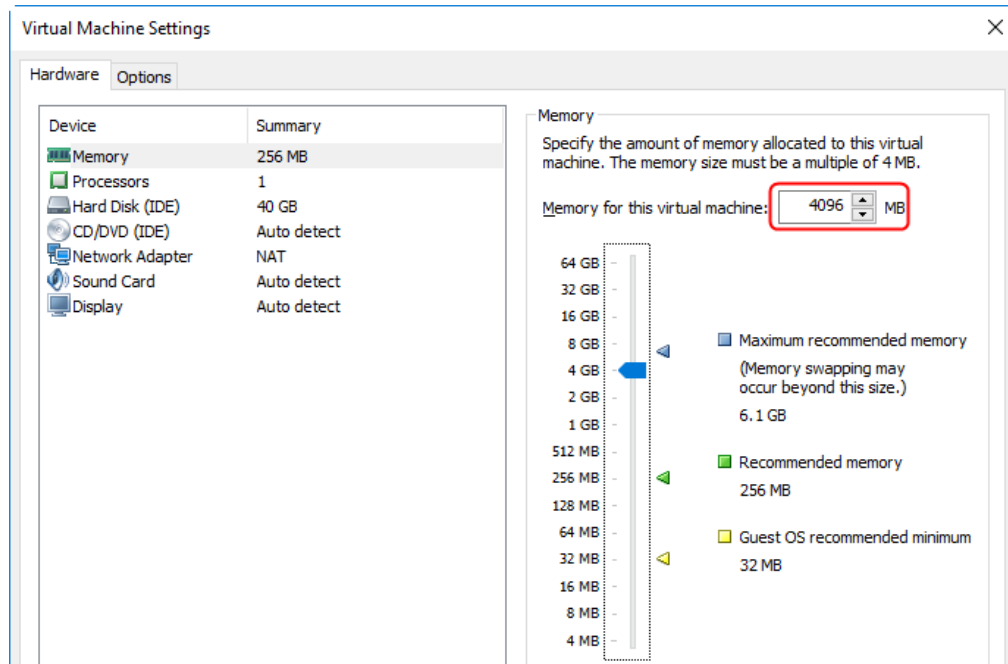 Virtual Machine Settings
Hardware Options
Device Summary
Memory 256 MB
Processors 1
Hard Disk (IDE) 40 GB
CD/DVD (IDE) Auto detect
Network Adapter NAT
Sound Card Auto detect
Display Auto detect
Memory
Specify the amount of memory allocated to this virtual
machine. The memory size must be a multiple of 4 MB.
Memory for this virtual machine: 4096 MB
64 GB
32 GB
16 GB
8 GB
4 GB
2 GB
1 GB
512 MB
256 MB
128 MB
64 MB
32 MB
16 MB
8 MB
4 MB
Maximum recommended memory
(Memory swapping may
occur beyond this size.)
6.1 GB
Recommended memory
256 MB
Guest OS recommended minimum
32 MB